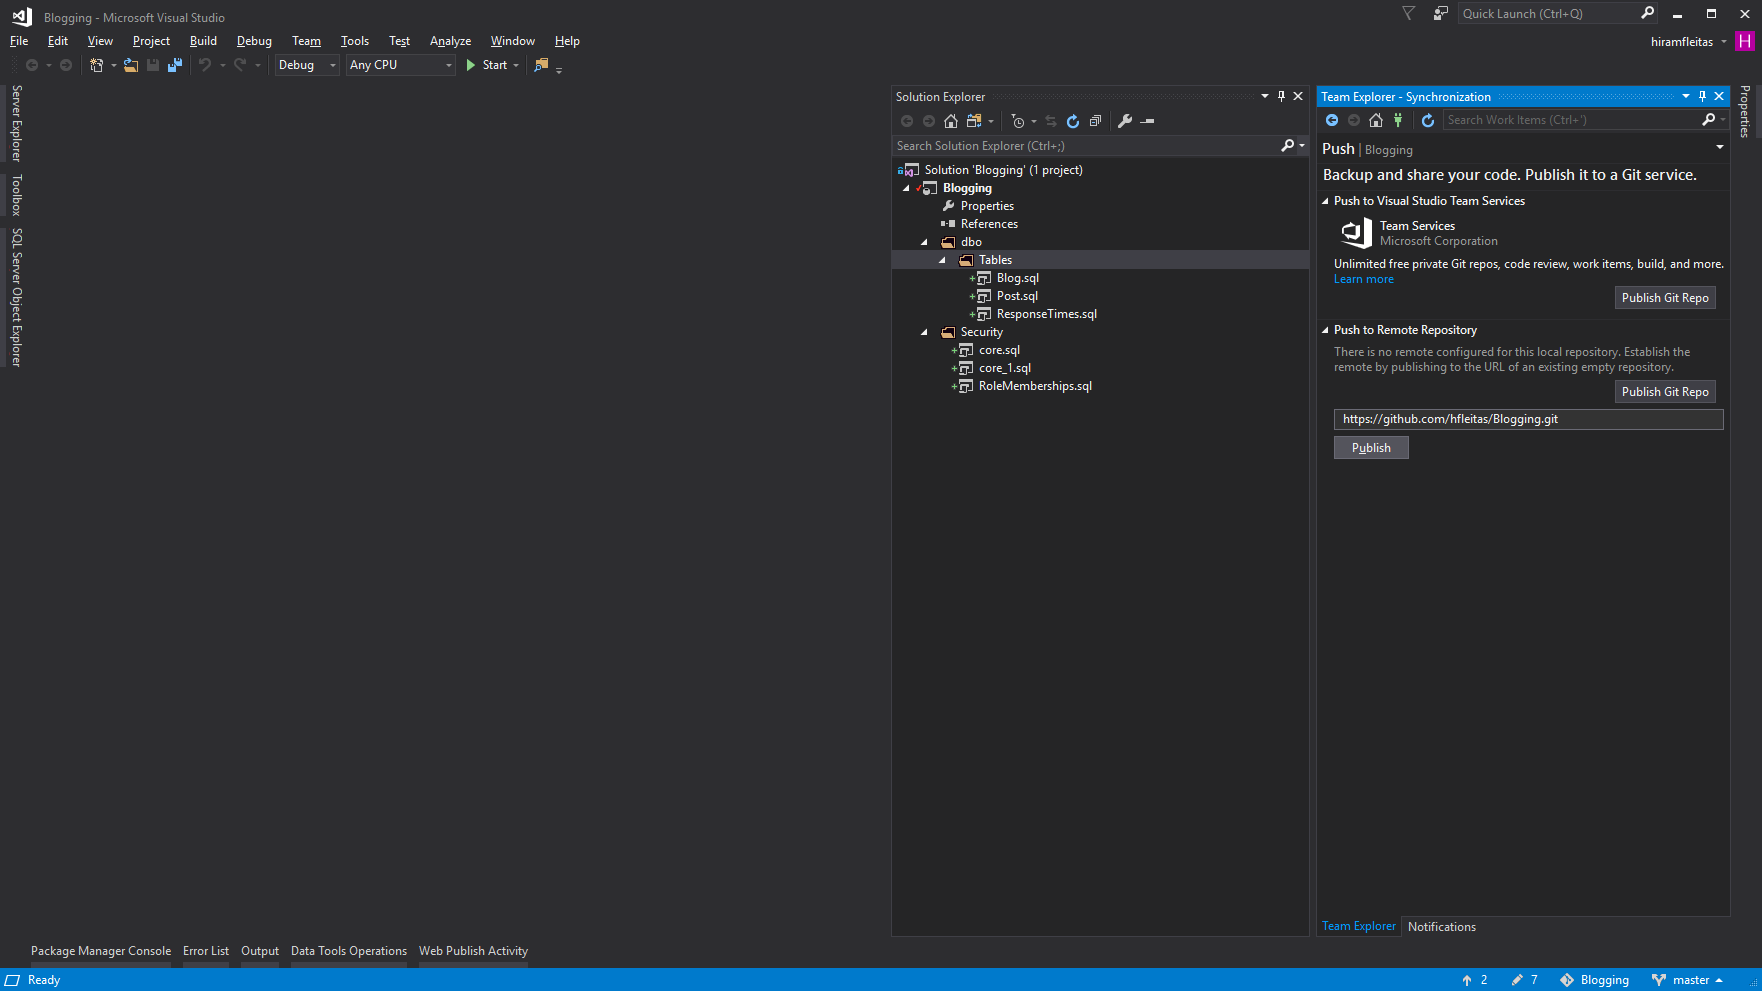 Blogging - Microsoft Visual Studio
Quick Launch (Ctrl+Q)
File Edit View Project Build Debug Team Tools Test Analyze Window Help
hiramfleitas H
Debug Any CPU Start
Server Explorer
Toolbox
SQL Server Object Explorer
Solution Explorer
Search Solution Explorer (Ctrl+;)
Solution 'Blogging' (1 project)
Blogging
Properties
References
dbo
Tables
Blog.sql
Post.sql
ResponseTimes.sql
Security
core.sql
core_1.sql
RoleMemberships.sql
Team Explorer - Synchronization
Search Work Items (Ctrl+')
Push | Blogging
Backup and share your code. Publish it to a Git service.
Push to Visual Studio Team Services
Team Services
Microsoft Corporation
Unlimited free private Git repos, code review, work items, build, and more.
Learn more
Publish Git Repo
Push to Remote Repository
There is no remote configured for this local repository. Establish the
remote by publishing to the URL of an existing empty repository.
Publish Git Repo
https://github.com/hfleitas/Blogging.git
Publish
Team Explorer Notifications
Properties
Package Manager Console Error List Output Data Tools Operations Web Publish Activity
Ready 2 7 Blogging master